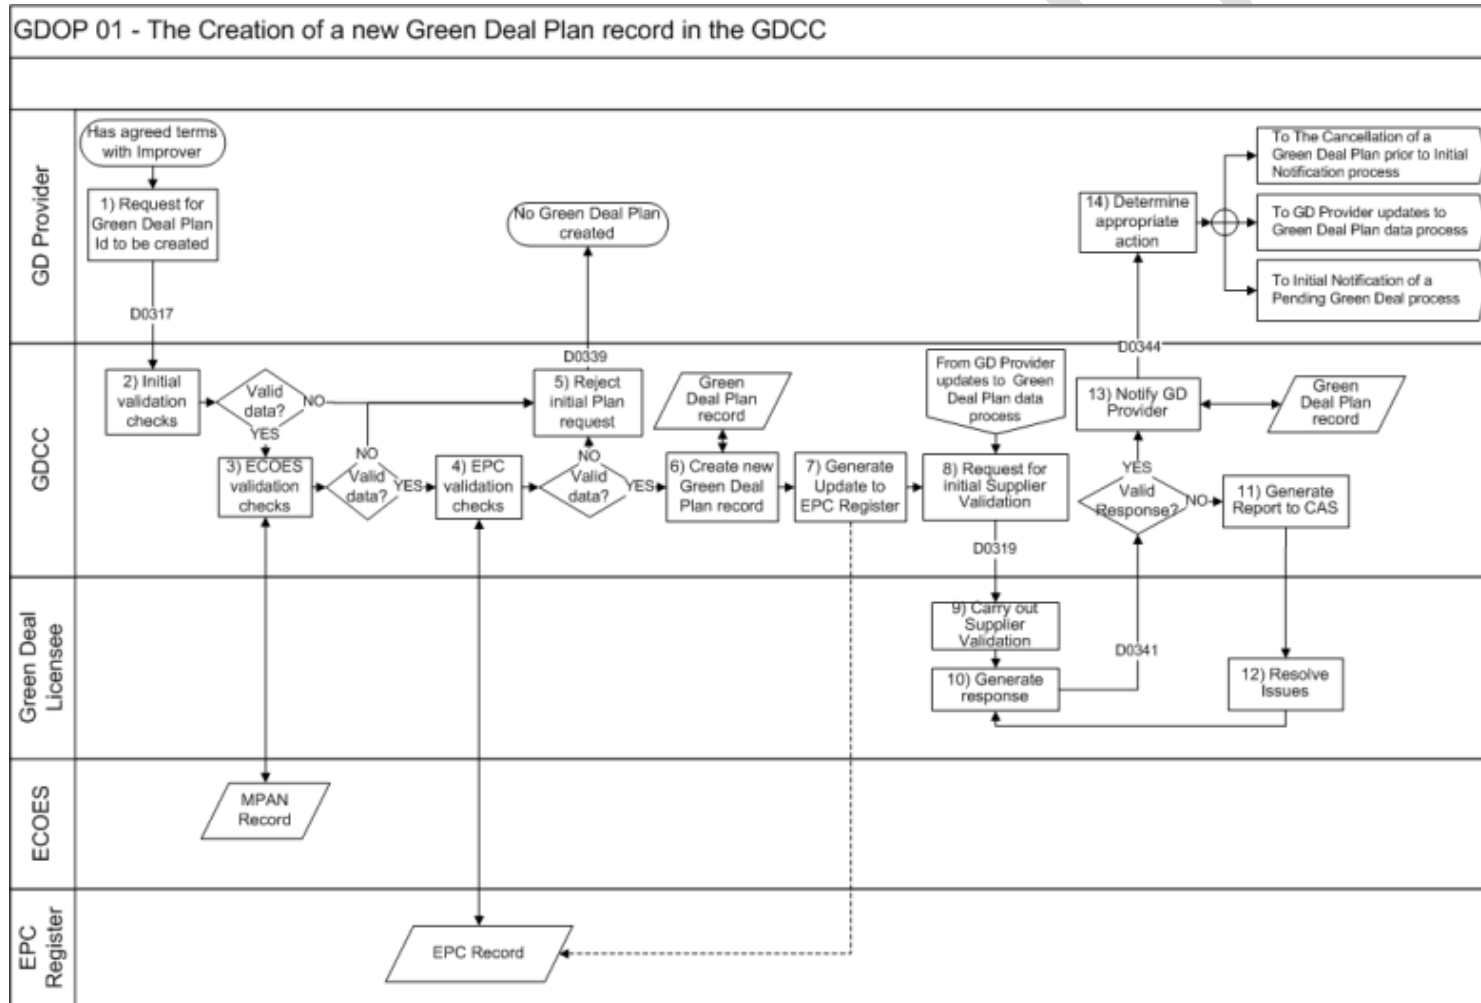 GDOP 01 - The Creation of a new Green Deal Plan record in the GDCC
GD Provider
Has agreed terms
with Improver
1) Request for
Green Deal Plan
Id to be created
D0317
No Green Deal Plan
created
14) Determine
appropriate
action
To The Cancellation of a
Green Deal Plan prior to Initial
Notification process
To GD Provider updates to
Green Deal Plan data process
To Initial Notification of a
Pending Green Deal process
GDCC
2) Initial
validation
checks
Valid
data?
NO
YES
3) ECOES
validation
checks
NO
Valid
data?
YES
4) EPC
validation
checks
D0339
5) Reject
initial Plan
request
NO
Valid
data?
YES
Green
Deal Plan
record
6) Create new
Green Deal
Plan record
7) Generate
Update to
EPC Register
From GD Provider
updates to Green
Deal Plan data
process
8) Request for
initial Supplier
Validation
D0319
D0344
13) Notify GD
Provider
Green
Deal Plan
record
YES
Valid
Response?
NO
11) Generate
Report to CAS
Green Deal
Licensee
9) Carry out
Supplier
Validation
10) Generate
response
D0341
12) Resolve
Issues
ECOES
MPAN
Record
EPC
Register
EPC Record